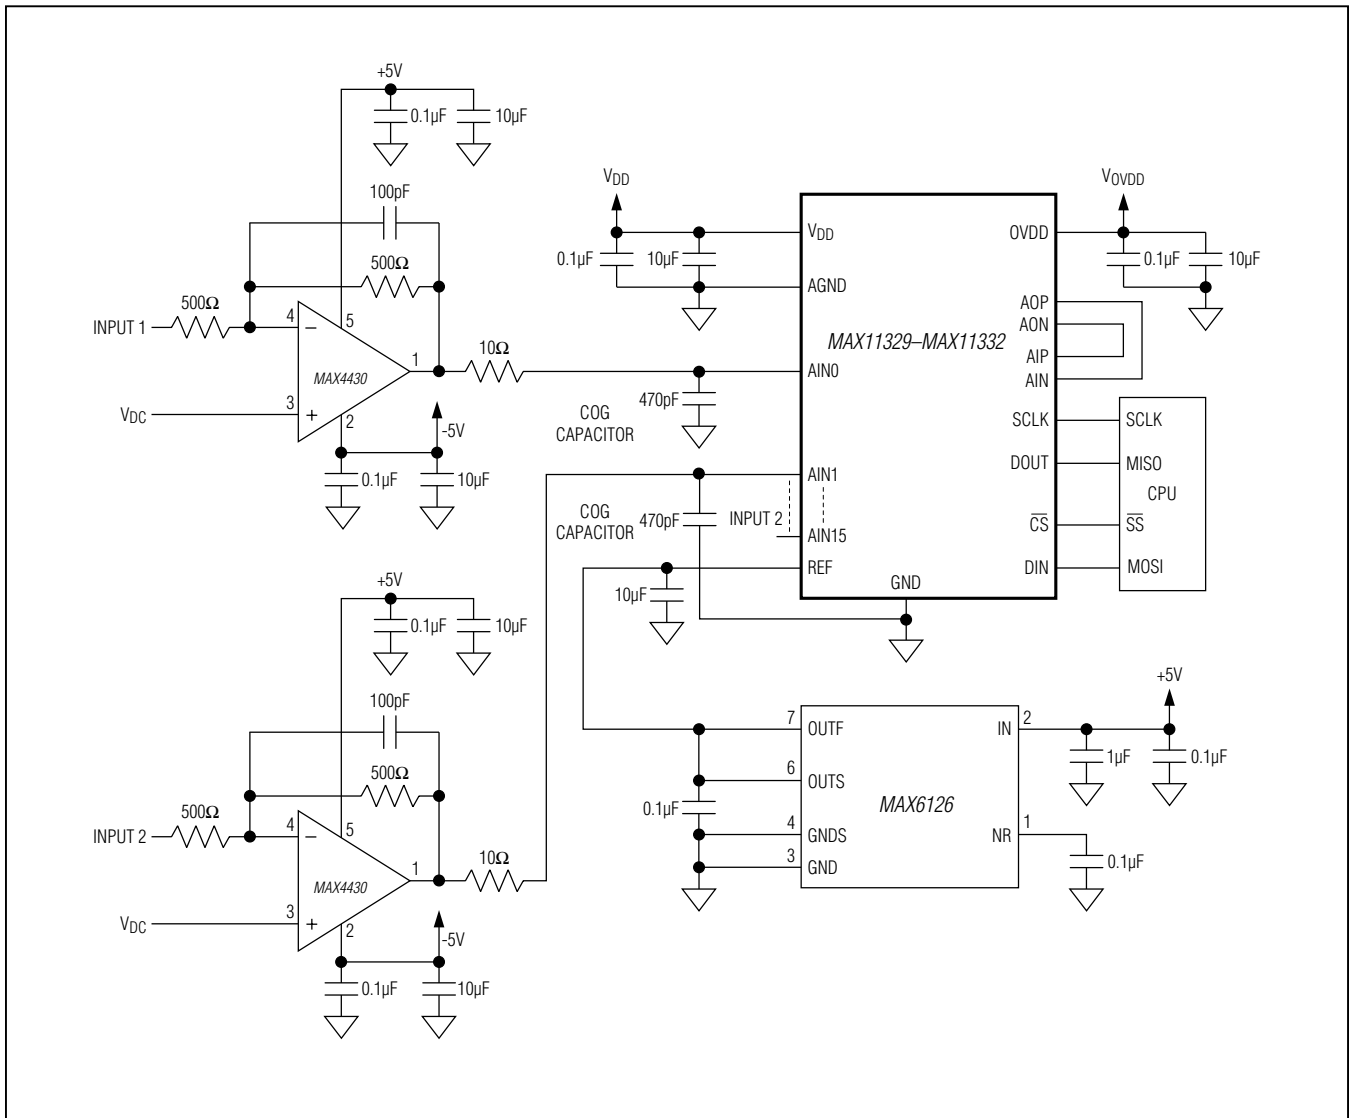 +5V
0.1µF
10µF
100pF
500Ω
500Ω
INPUT 1
4
−
5
MAX4430
1
10Ω
VDC
3
+
2
-5V
0.1µF
10µF
VDD
0.1µF
10µF
COG
CAPACITOR
470pF
COG
CAPACITOR
470pF
INPUT 2
10µF
VDD
AGND
AIN0
AIN1
AIN15
REF
GND
MAX11329–MAX11332
OVDD
AOP
AON
AIP
AIN
SCLK
DOUT
CS
DIN
VOVDD
0.1µF
10µF
SCLK
MISO
CPU
SS
MOSI
+5V
0.1µF
10µF
100pF
500Ω
500Ω
INPUT 2
4
−
5
MAX4430
1
10Ω
VDC
3
+
2
-5V
0.1µF
10µF
7
OUTF
6
OUTS
0.1µF
4
GNDS
3
GND
MAX6126
IN
2
NR
1
+5V
1µF
0.1µF
0.1µF